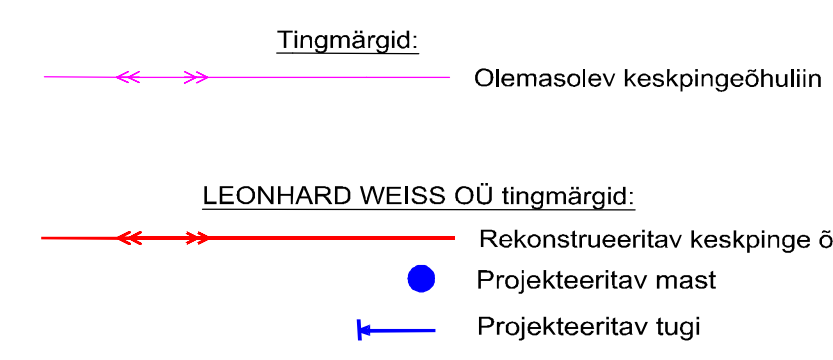 Tingmärgid:
Olemasolev keskpingeõhuliin
LEONHARD WEISS OÜ tingmärgid:
Rekonstrueeritav keskpinge õ
Projekteeritav mast
Projekteeritav tugi